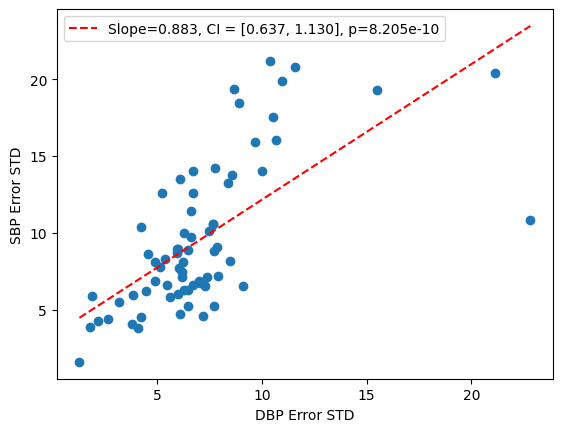 Slope=0.883, CI = [0.637, 1.130], p=8.205e-10
20
15
10
5
SBP Error STD
5
10
15
20
DBP Error STD